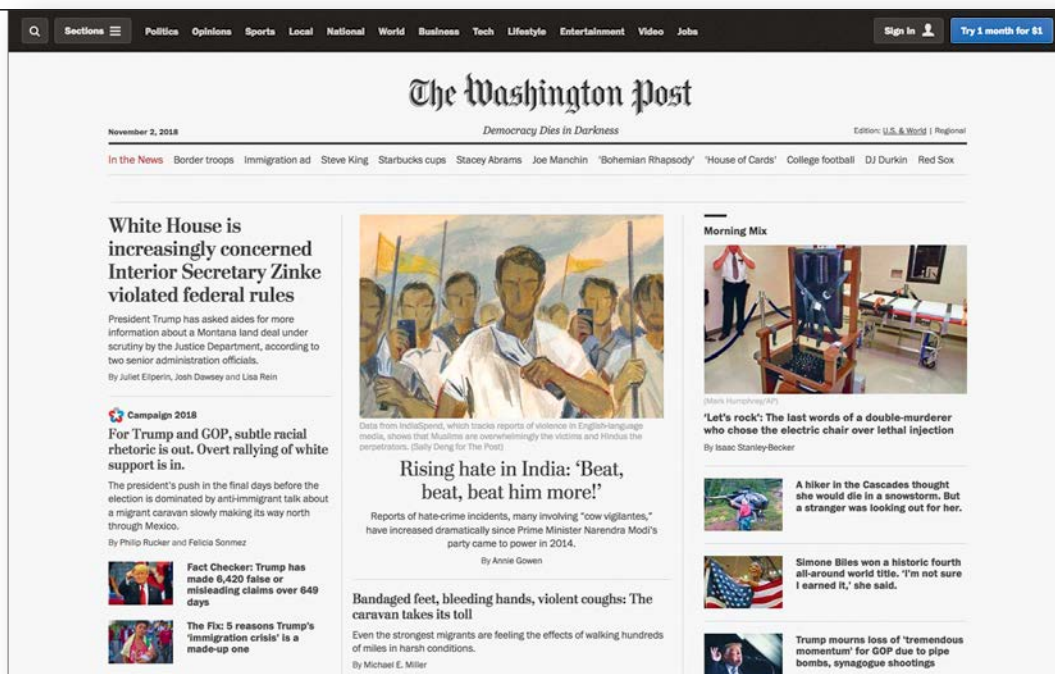 Sections
Politics Opinions Sports Local National World Business Tech Lifestyle Entertainment Video Jobs
Sign In
Try 1 month for $1
The Washington Post
November 2, 2018
Democracy Dies in Darkness
Edition: U.S. & World | Regional
In the News Border troops Immigration ad Steve King Starbucks cups Stacey Abrams Joe Manchin 'Bohemian Rhapsody' 'House of Cards' College football DJ Durkin Red Sox
White House is
increasingly concerned
Interior Secretary Zinke
violated federal rules
President Trump has asked aides for more
information about a Montana land deal under
scrutiny by the Justice Department, according to
two senior administration officials.
By Juliet Eilperin, Josh Dawsey and Lisa Rein
Campaign 2018
For Trump and GOP, subtle racial
rhetoric is out. Overt rallying of white
support is in.
The president's push in the final days before the
election is dominated by anti-immigrant talk about
a migrant caravan slowly making its way north
through Mexico.
By Philip Rucker and Felicia Sonmez
Fact Checker: Trump has
made 6,420 false or
misleading claims over 649
days
The Fix: 5 reasons Trump's
'immigration crisis' is a
made-up one
Data from IndiaSpend, which tracks reports of violence in English-language
media, shows that Muslims are overwhelmingly the victims and Hindus the
perpetrators. (Sally Deng for The Post)
Rising hate in India: 'Beat,
beat, beat him more!'
Reports of hate-crime incidents, many involving "cow vigilantes,"
have increased dramatically since Prime Minister Narendra Modi's
party came to power in 2014.
By Annie Gowen
Bandaged feet, bleeding hands, violent coughs: The
caravan takes its toll
Even the strongest migrants are feeling the effects of walking hundreds
of miles in harsh conditions.
By Michael E. Miller
Morning Mix
(Mark Humphrey/AP)
'Let's rock': The last words of a double-murderer
who chose the electric chair over lethal injection
By Isaac Stanley-Becker
A hiker in the Cascades thought
she would die in a snowstorm. But
a stranger was looking out for her.
Simone Biles won a historic fourth
all-around world title. 'I'm not sure
I earned it,' she said.
Trump mourns loss of 'tremendous
momentum' for GOP due to pipe
bombs, synagogue shootings